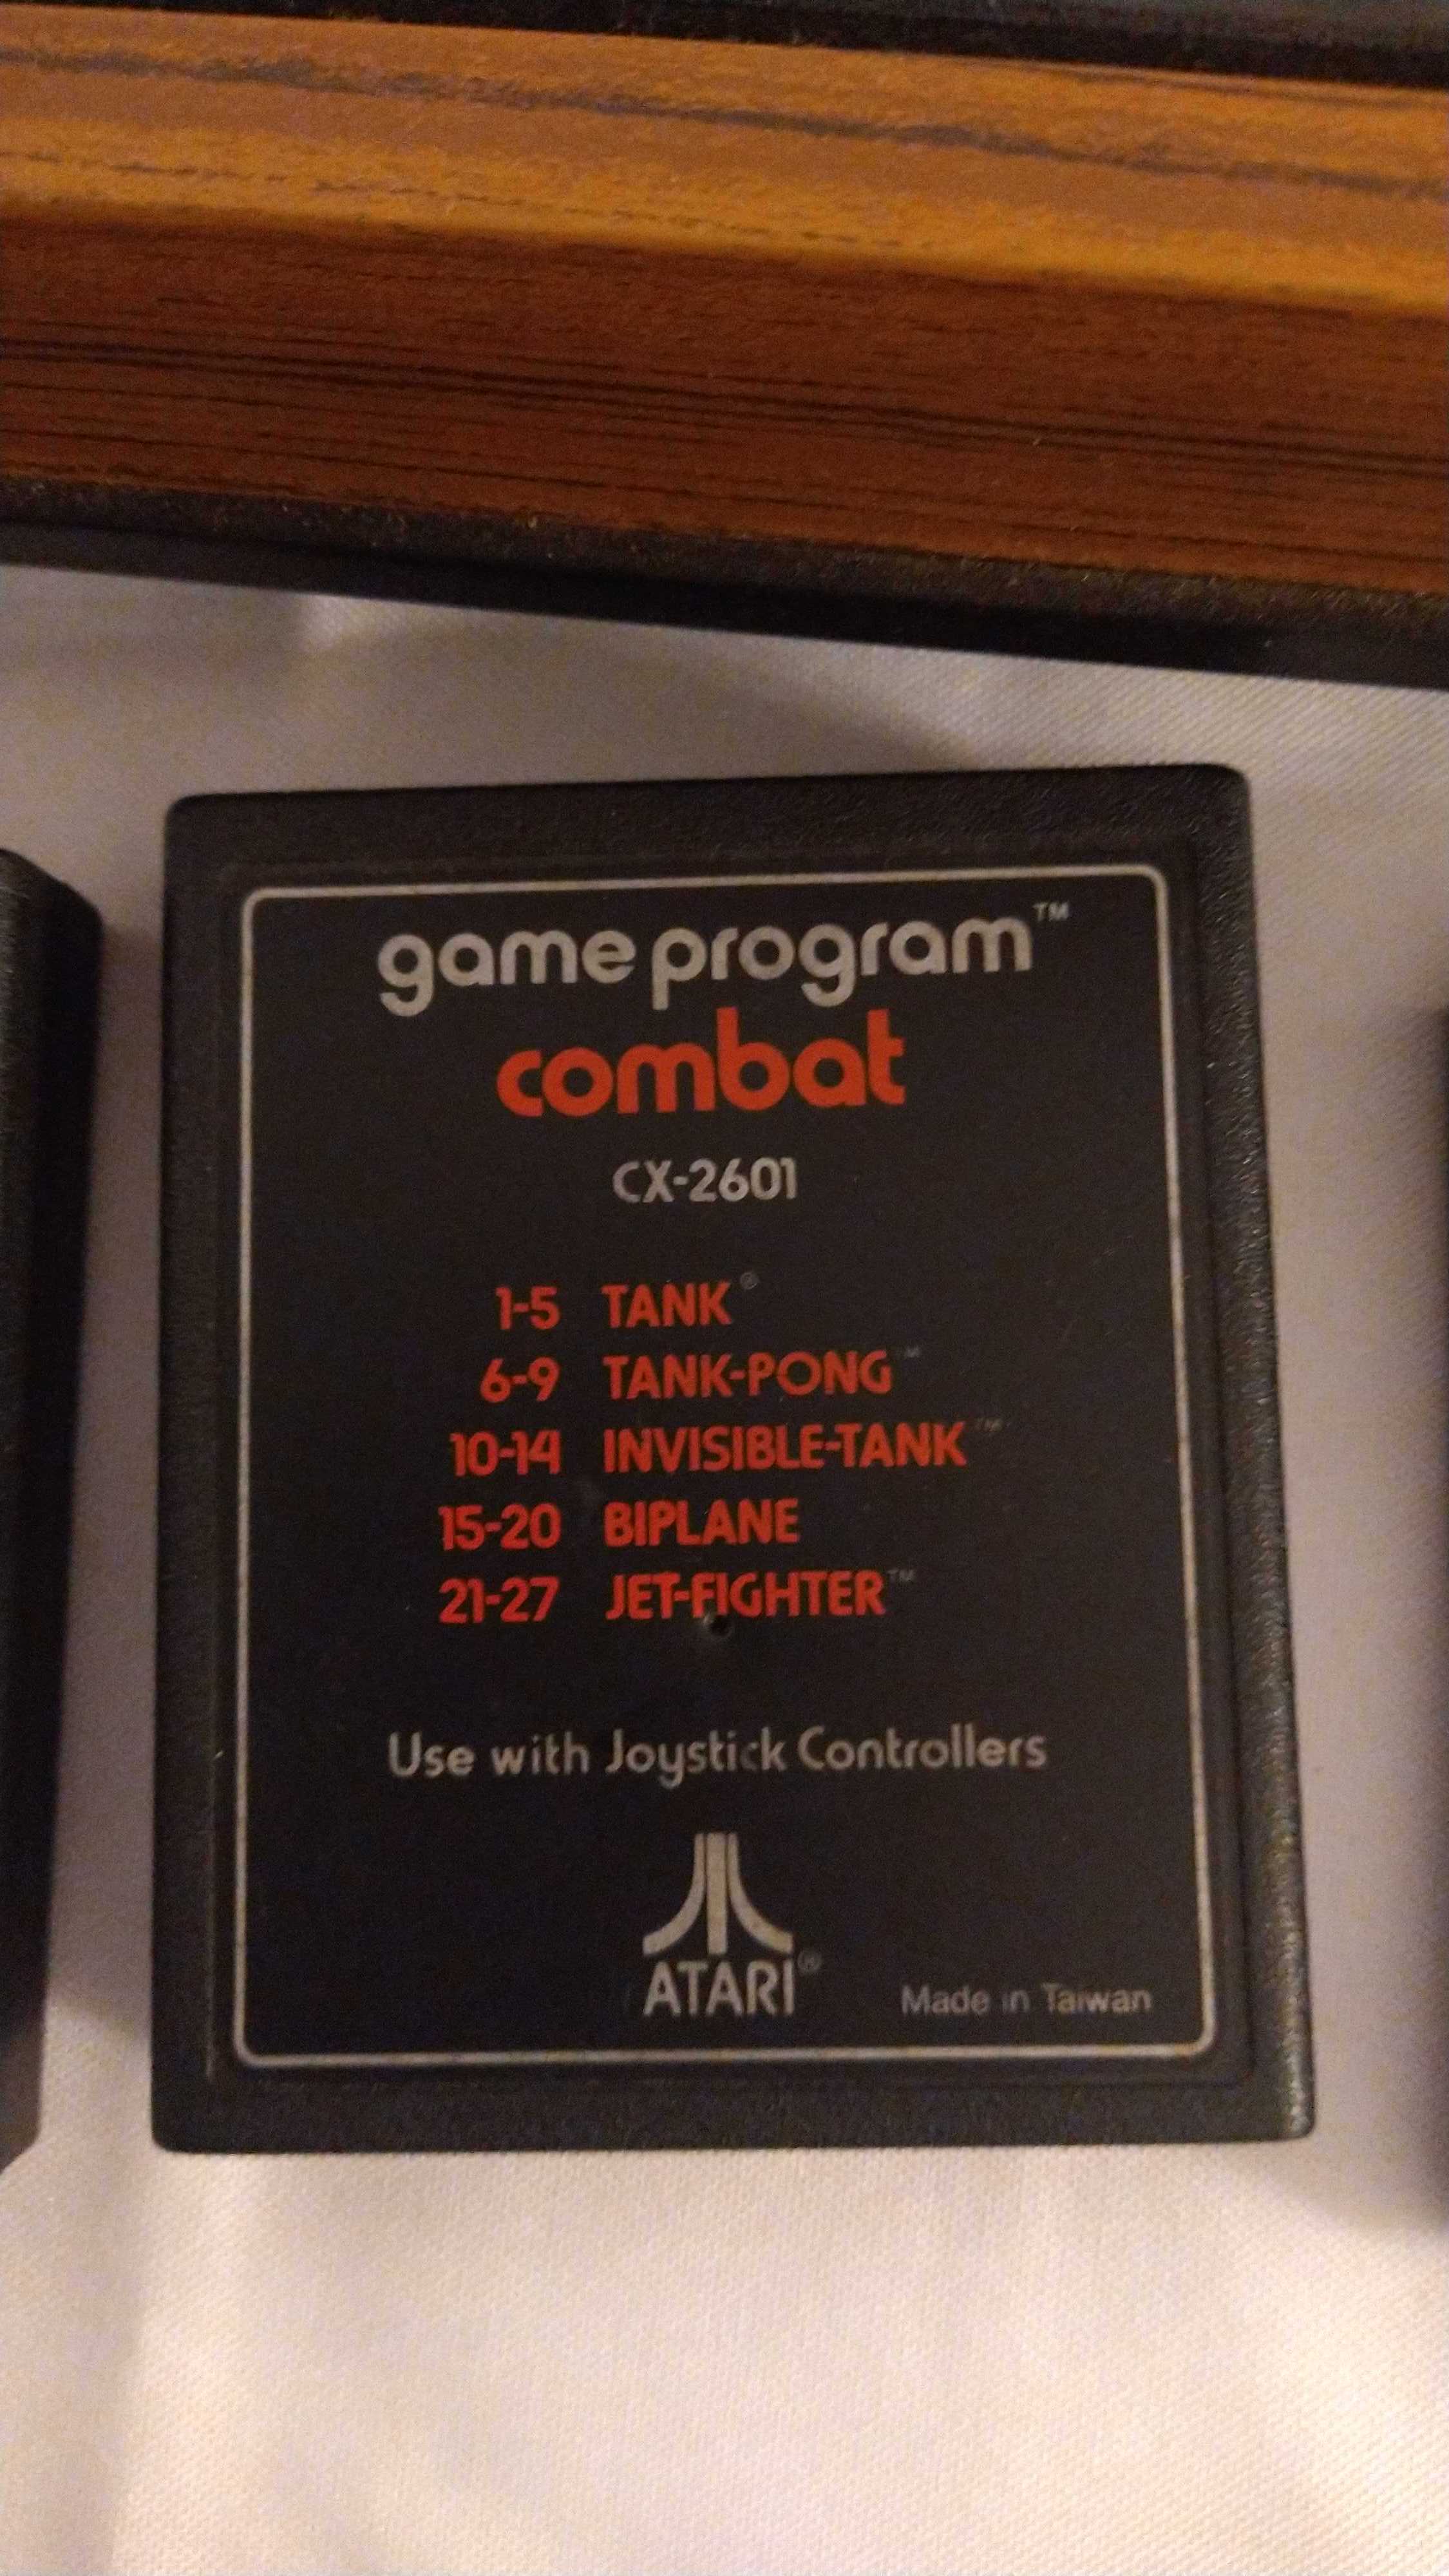 game program™
combat
CX-2601
1-5 TANK®
6-9 TANK-PONG™
10-14 INVISIBLE-TANK™
15-20 BIPLANE
21-27 JET-FIGHTER™
Use with Joystick Controllers
ATARI®
Made in Taiwan